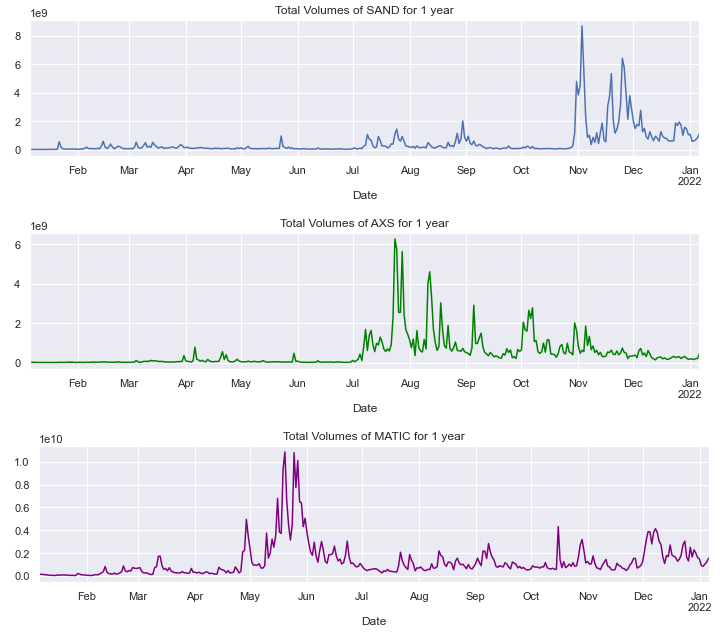 Total Volumes of SAND for 1 year
1e9
8
6
4
2
0
Feb Mar Apr May Jun Jul Aug Sep Oct Nov Dec Jan
2022
Date
Total Volumes of AXS for 1 year
1e9
6
4
2
0
Feb Mar Apr May Jun Jul Aug Sep Oct Nov Dec Jan
2022
Date
Total Volumes of MATIC for 1 year
1e10
1.0
0.8
0.6
0.4
0.2
0.0
Feb Mar Apr May Jun Jul Aug Sep Oct Nov Dec Jan
2022
Date